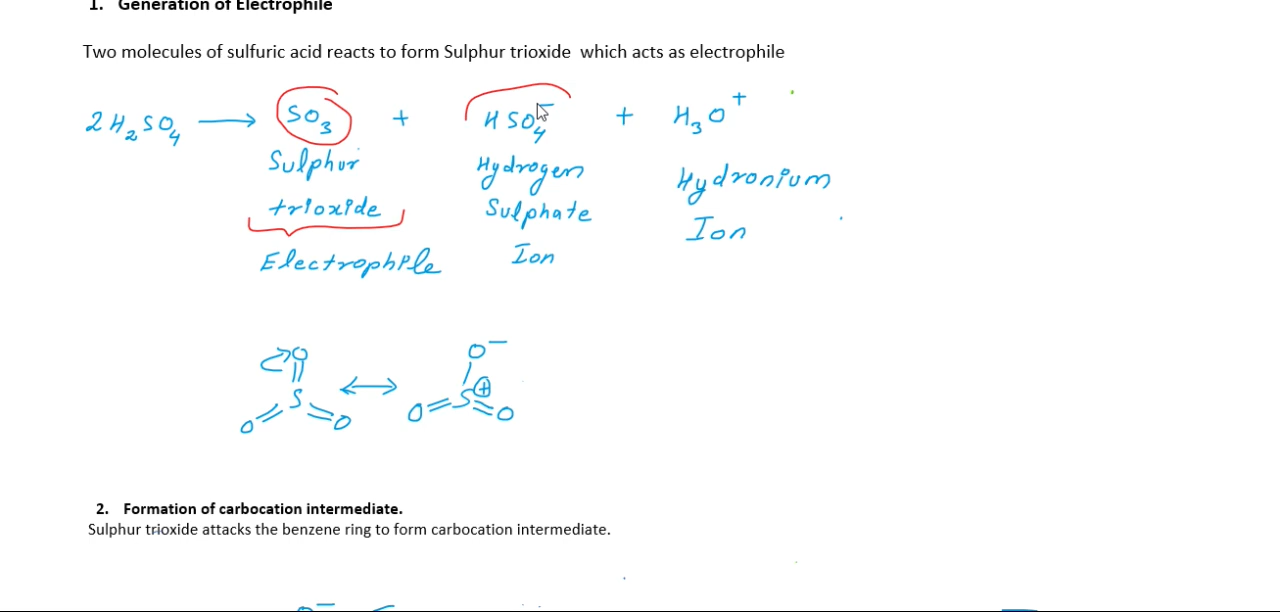 1. Generation of Electrophile
Two molecules of sulfuric acid reacts to form Sulphur trioxide which acts as electrophile
2H₂SO₄ ⟶ SO₃ + HSO₄⁻ + H₃O⁺
Sulphur Hydrogen Hydronium
trioxide Sulphate Ion
Electrophile Ion
O O⁻
S ⟷ S⊕
O O O O
2. Formation of carbocation intermediate.
Sulphur trioxide attacks the benzene ring to form carbocation intermediate.